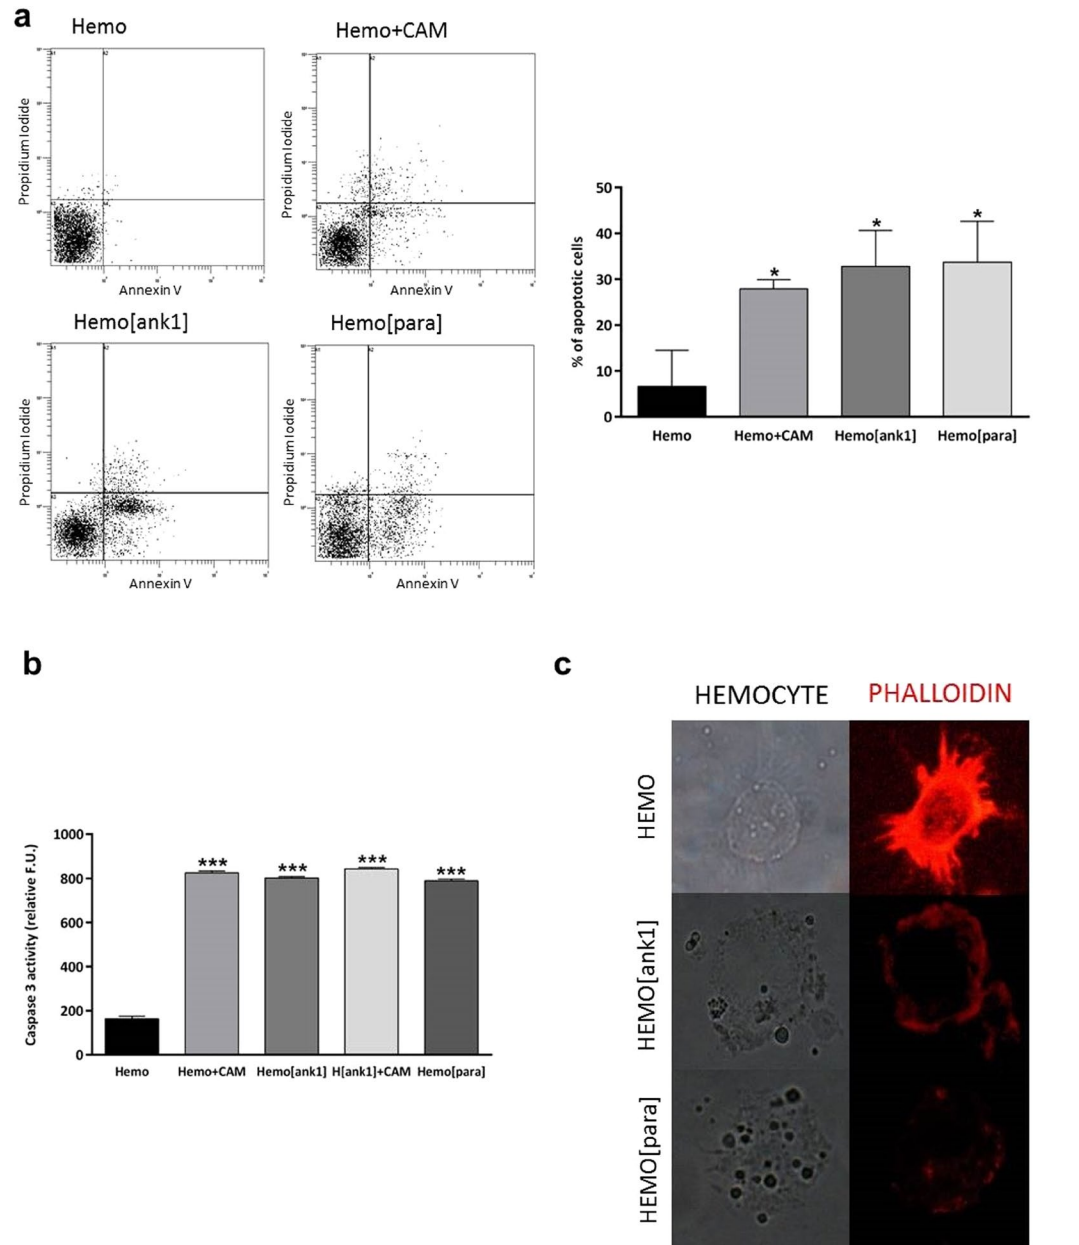 a
Hemo
Propidium Iodide
Annexin V
Hemo+CAM
Propidium Iodide
Annexin V
Hemo[ank1]
Propidium Iodide
Annexin V
Hemo[para]
Propidium Iodide
Annexin V
% of apoptotic cells
50
40
30
20
10
0
* * *
Hemo Hemo+CAM Hemo[ank1] Hemo[para]
b
Caspase 3 activity (relative F.U.)
1000
800
600
400
200
0
*** *** *** ***
Hemo Hemo+CAM Hemo[ank1] H[ank1]+CAM Hemo[para]
c
HEMOCYTE PHALLOIDIN
HEMO
HEMO[ank1]
HEMO[para]